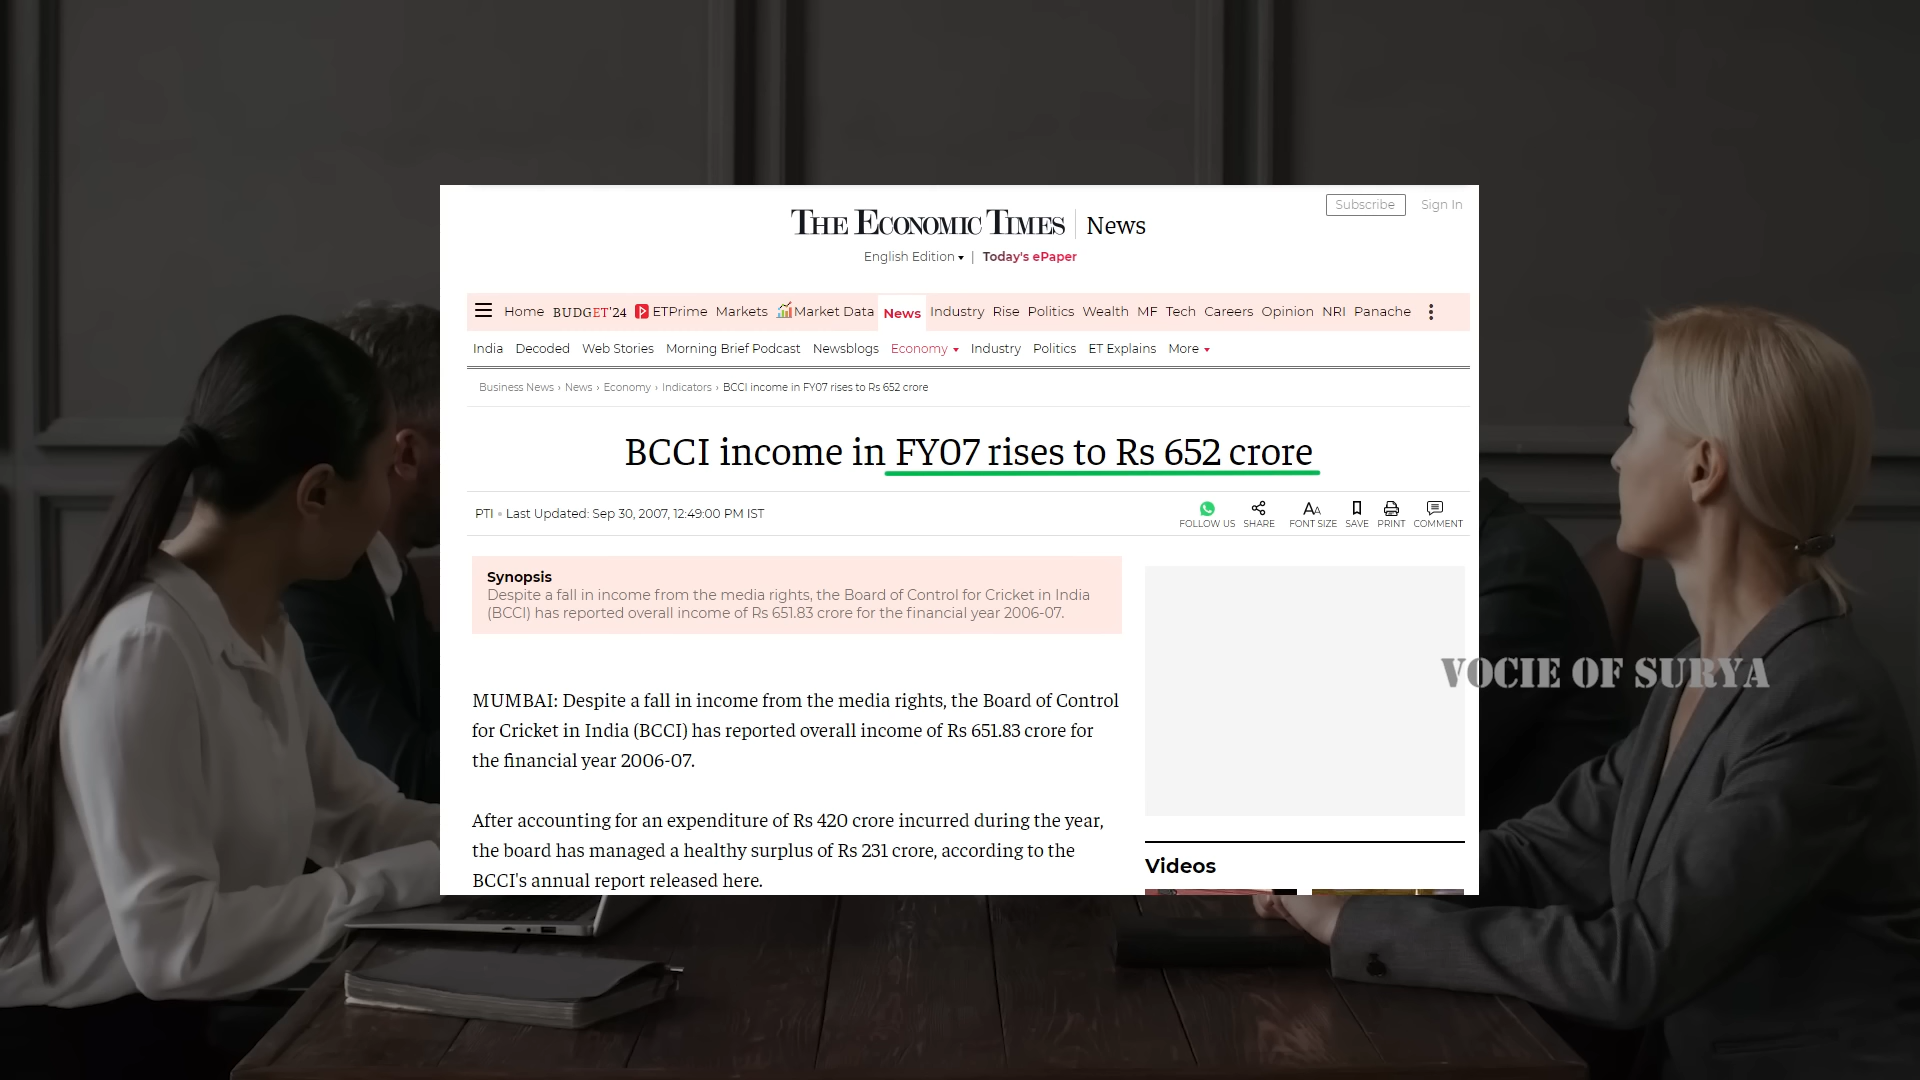 Subscribe Sign In
THE ECONOMIC TIMES | News
English Edition | Today's ePaper
Home BUDGET'24 ETPrime Markets Market Data News Industry Rise Politics Wealth MF Tech Careers Opinion NRI Panache
India Decoded Web Stories Morning Brief Podcast Newsblogs Economy Industry Politics ET Explains More
Business News › News › Economy › Indicators › BCCI income in FY07 rises to Rs 652 crore
BCCI income in FY07 rises to Rs 652 crore
PTI Last Updated: Sep 30, 2007, 12:49:00 PM IST
FOLLOW US SHARE FONT SIZE SAVE PRINT COMMENT
Synopsis
Despite a fall in income from the media rights, the Board of Control for Cricket in India
(BCCI) has reported overall income of Rs 651.83 crore for the financial year 2006-07.
MUMBAI: Despite a fall in income from the media rights, the Board of Control
for Cricket in India (BCCI) has reported overall income of Rs 651.83 crore for
the financial year 2006-07.
After accounting for an expenditure of Rs 420 crore incurred during the year,
the board has managed a healthy surplus of Rs 231 crore, according to the
BCCI's annual report released here.
Videos
VOCIE OF SURYA